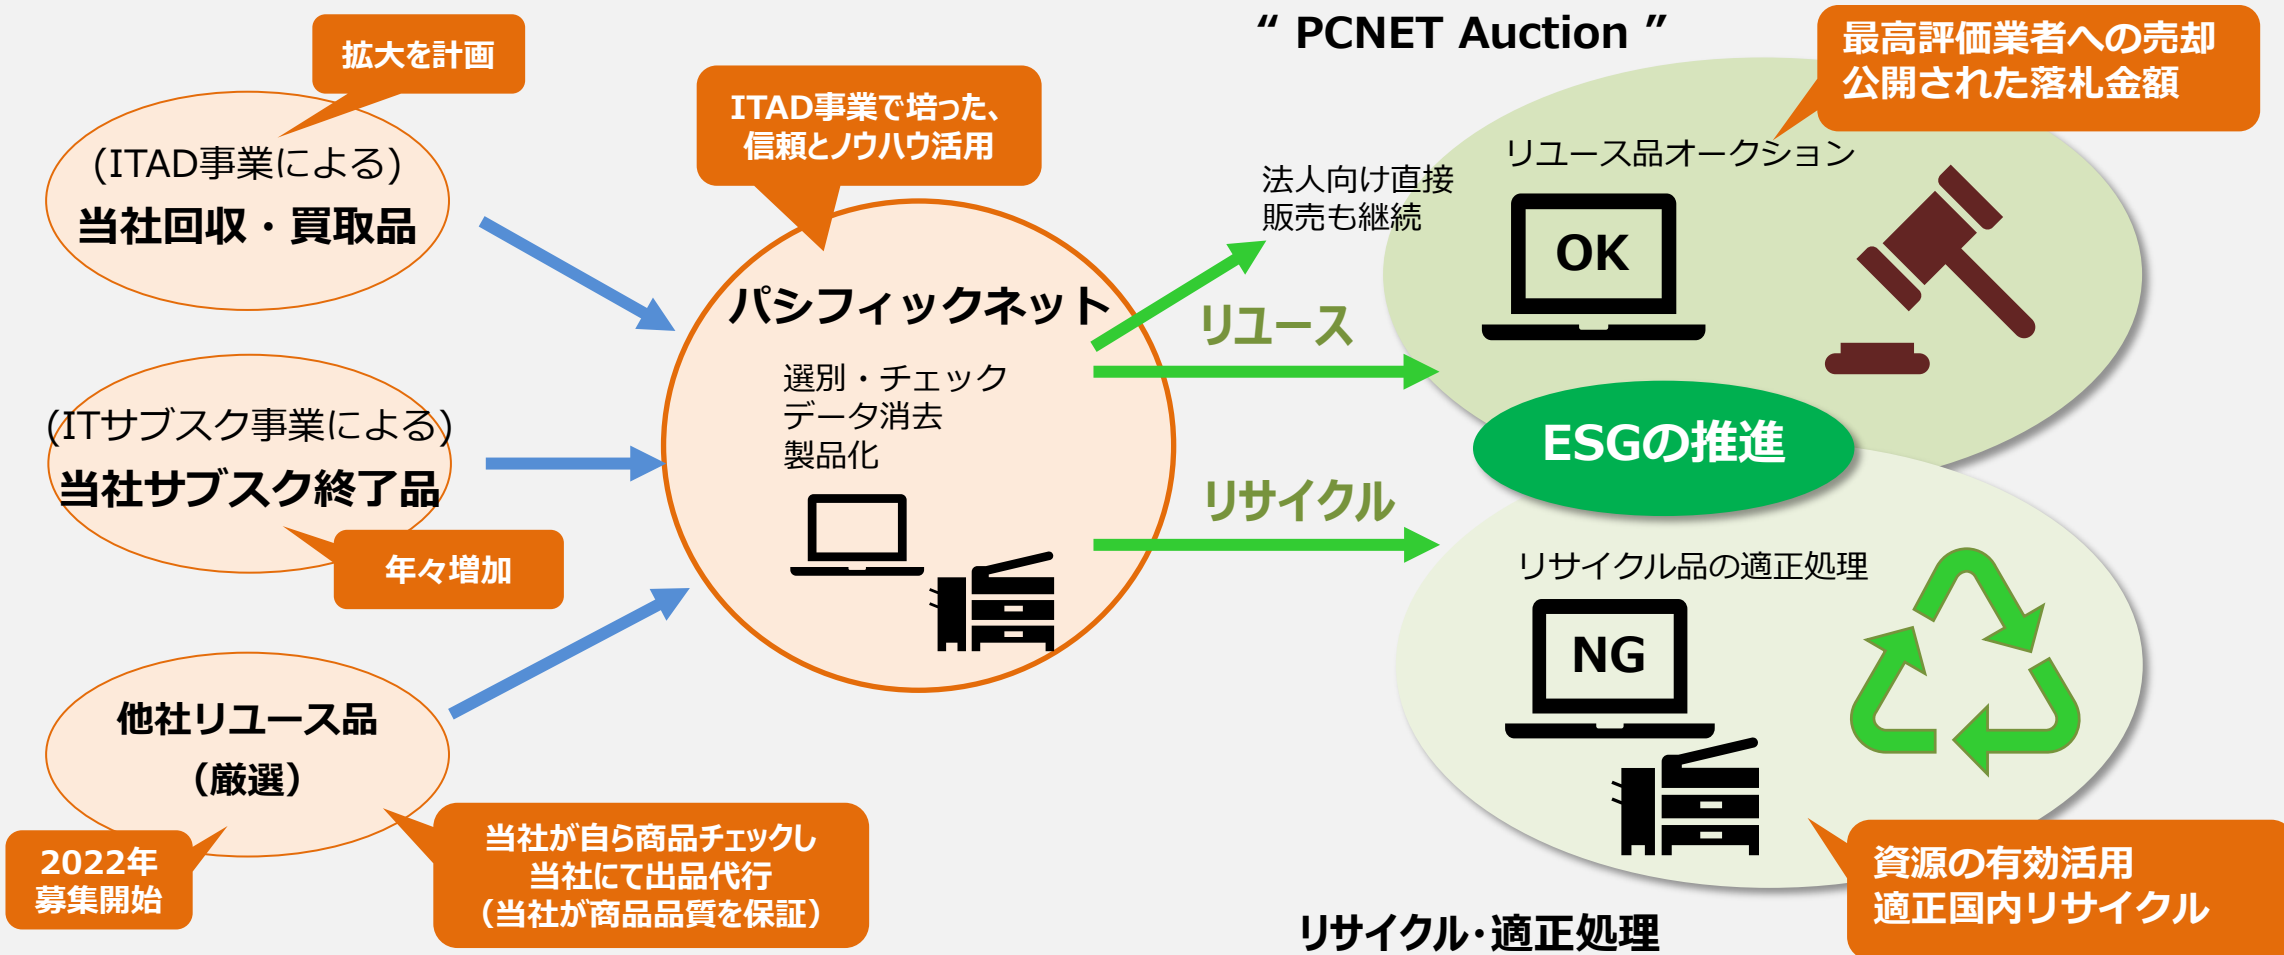 拡大を計画
(ITAD事業による)
当社回収・買取品
(ITサブスク事業による)
当社サブスク終了品
年々増加
他社リユース品
（厳選）
2022年
募集開始
当社が自ら商品チェックし
当社にて出品代行
（当社が商品品質を保証）
ITAD事業で培った、
信頼とノウハウ活用
パシフィックネット
選別・チェック
データ消去
製品化
法人向け直接
販売も継続
リユース
リサイクル
“ PCNET Auction ”
最高評価業者への売却
公開された落札金額
リユース品オークション
OK
ESGの推進
リサイクル品の適正処理
NG
資源の有効活用
適正国内リサイクル
リサイクル・適正処理